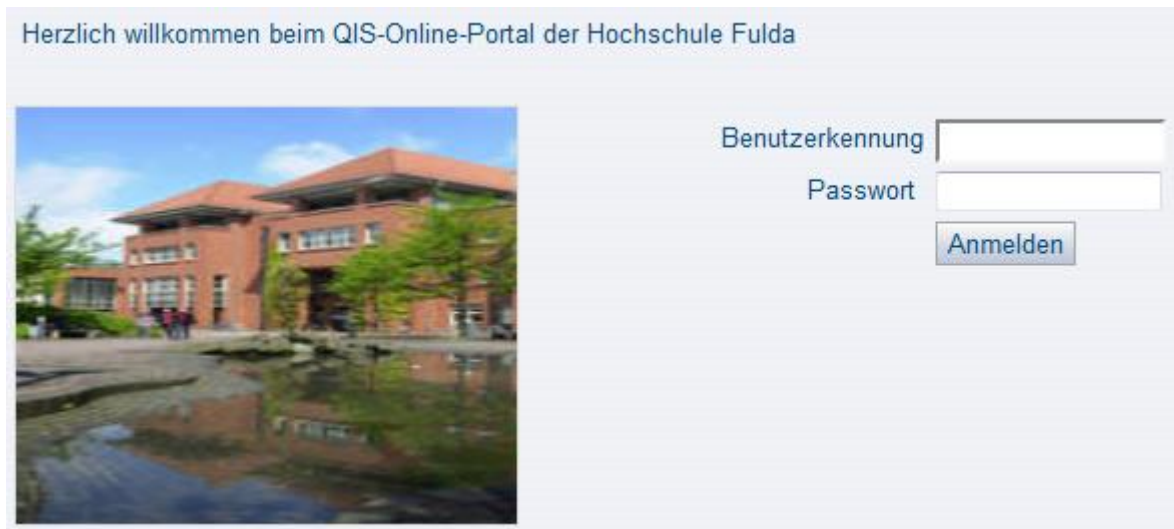 Herzlich willkommen beim QIS-Online-Portal der Hochschule Fulda
Benutzerkennung
Passwort
Anmelden